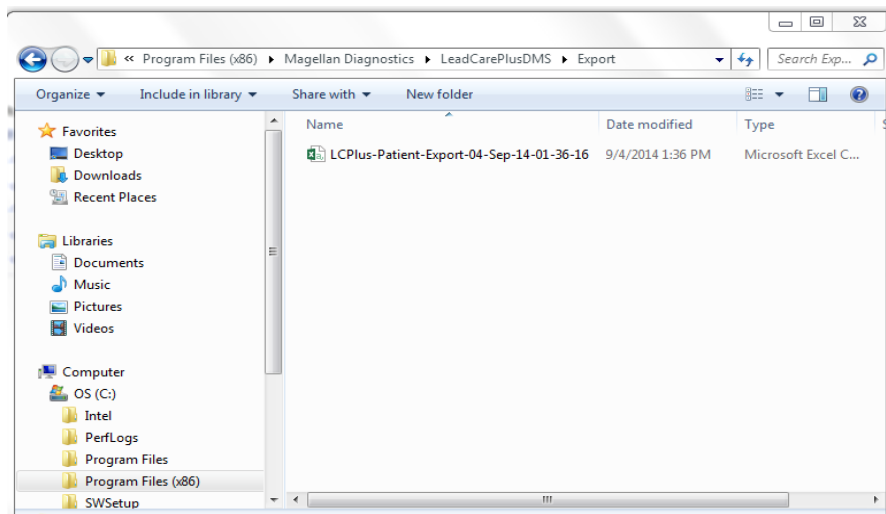 « Program Files (x86) ▸ Magellan Diagnostics ▸ LeadCarePlusDMS ▸ Export
Search Exp...
Organize Include in library Share with New folder
Name Date modified Type
LCPlus-Patient-Export-04-Sep-14-01-36-16 9/4/2014 1:36 PM Microsoft Excel C...
Favorites
Desktop
Downloads
Recent Places
Libraries
Documents
Music
Pictures
Videos
Computer
OS (C:)
Intel
PerfLogs
Program Files
Program Files (x86)
SWSetup